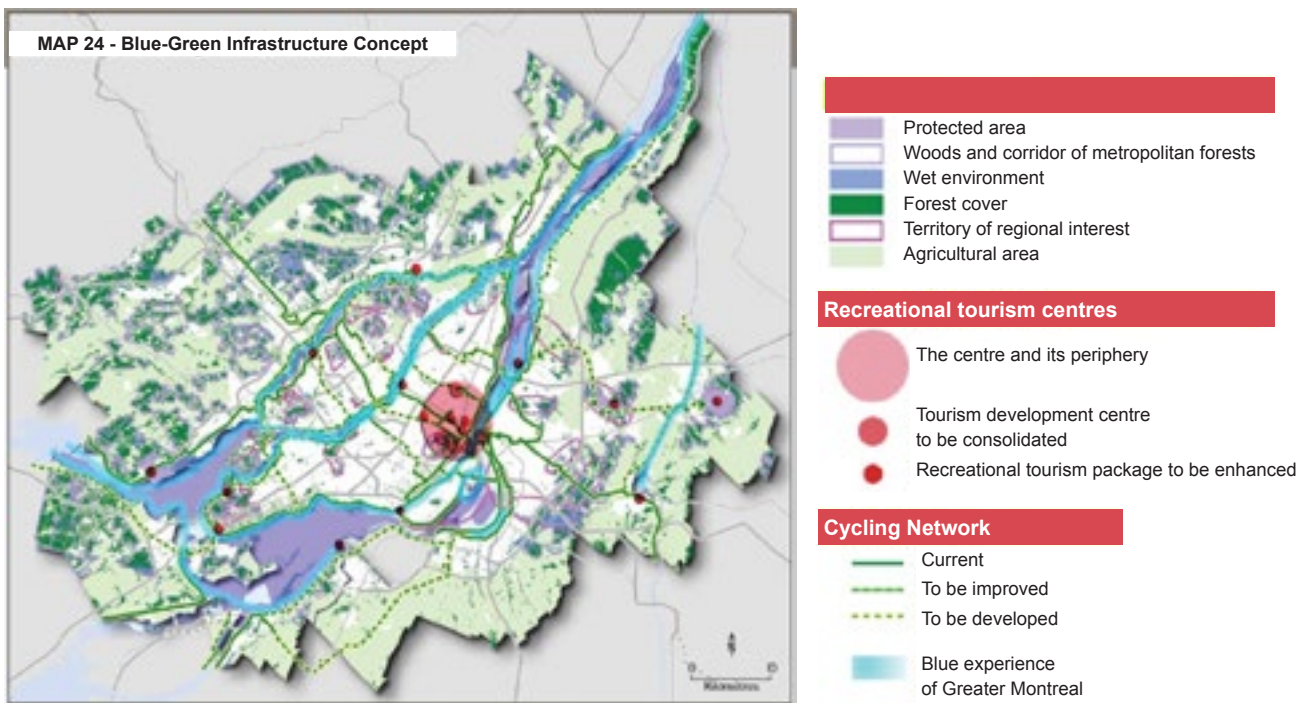 MAP 24 - Blue-Green Infrastructure Concept
Protected area
Woods and corridor of metropolitan forests
Wet environment
Forest cover
Territory of regional interest
Agricultural area
Recreational tourism centres
The centre and its periphery
Tourism development centre
to be consolidated
Recreational tourism package to be enhanced
Cycling Network
Current
To be improved
To be developed
Blue experience
of Greater Montreal